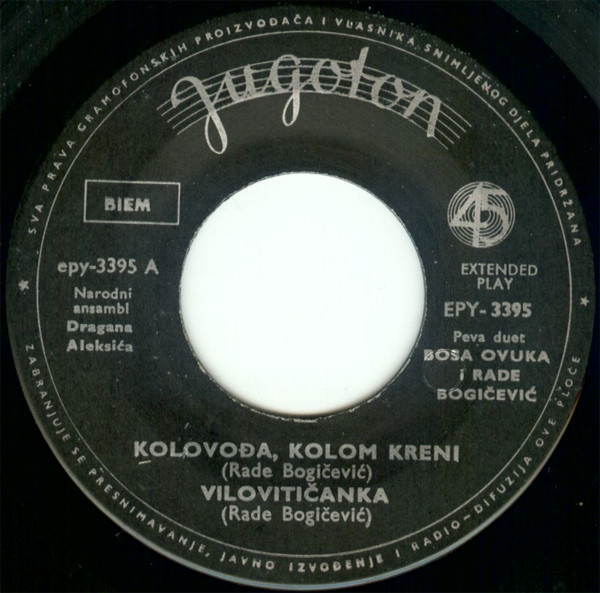 SVA PRAVA GRAMOFONSKIH PROIZVOĐAČA I VLASNIKA SNIMLJENOG DJELA PRIDRŽANA
Jugoton
BIEM
45
epy-3395 A
Narodni
ansambl
Dragana
Aleksića
EXTENDED
PLAY
EPY-3395
Peva duet
BOSA OVUKA
i RADE
BOGIČEVIĆ
KOLOVOĐA, KOLOM KRENI
(Rade Bogičević)
VILOVITIČANKA
(Rade Bogičević)
ZABRANJUJE SE PRESNIMAVANJE, JAVNO IZVOĐENJE I RADIO-DIFUZIJA OVE PLOČE